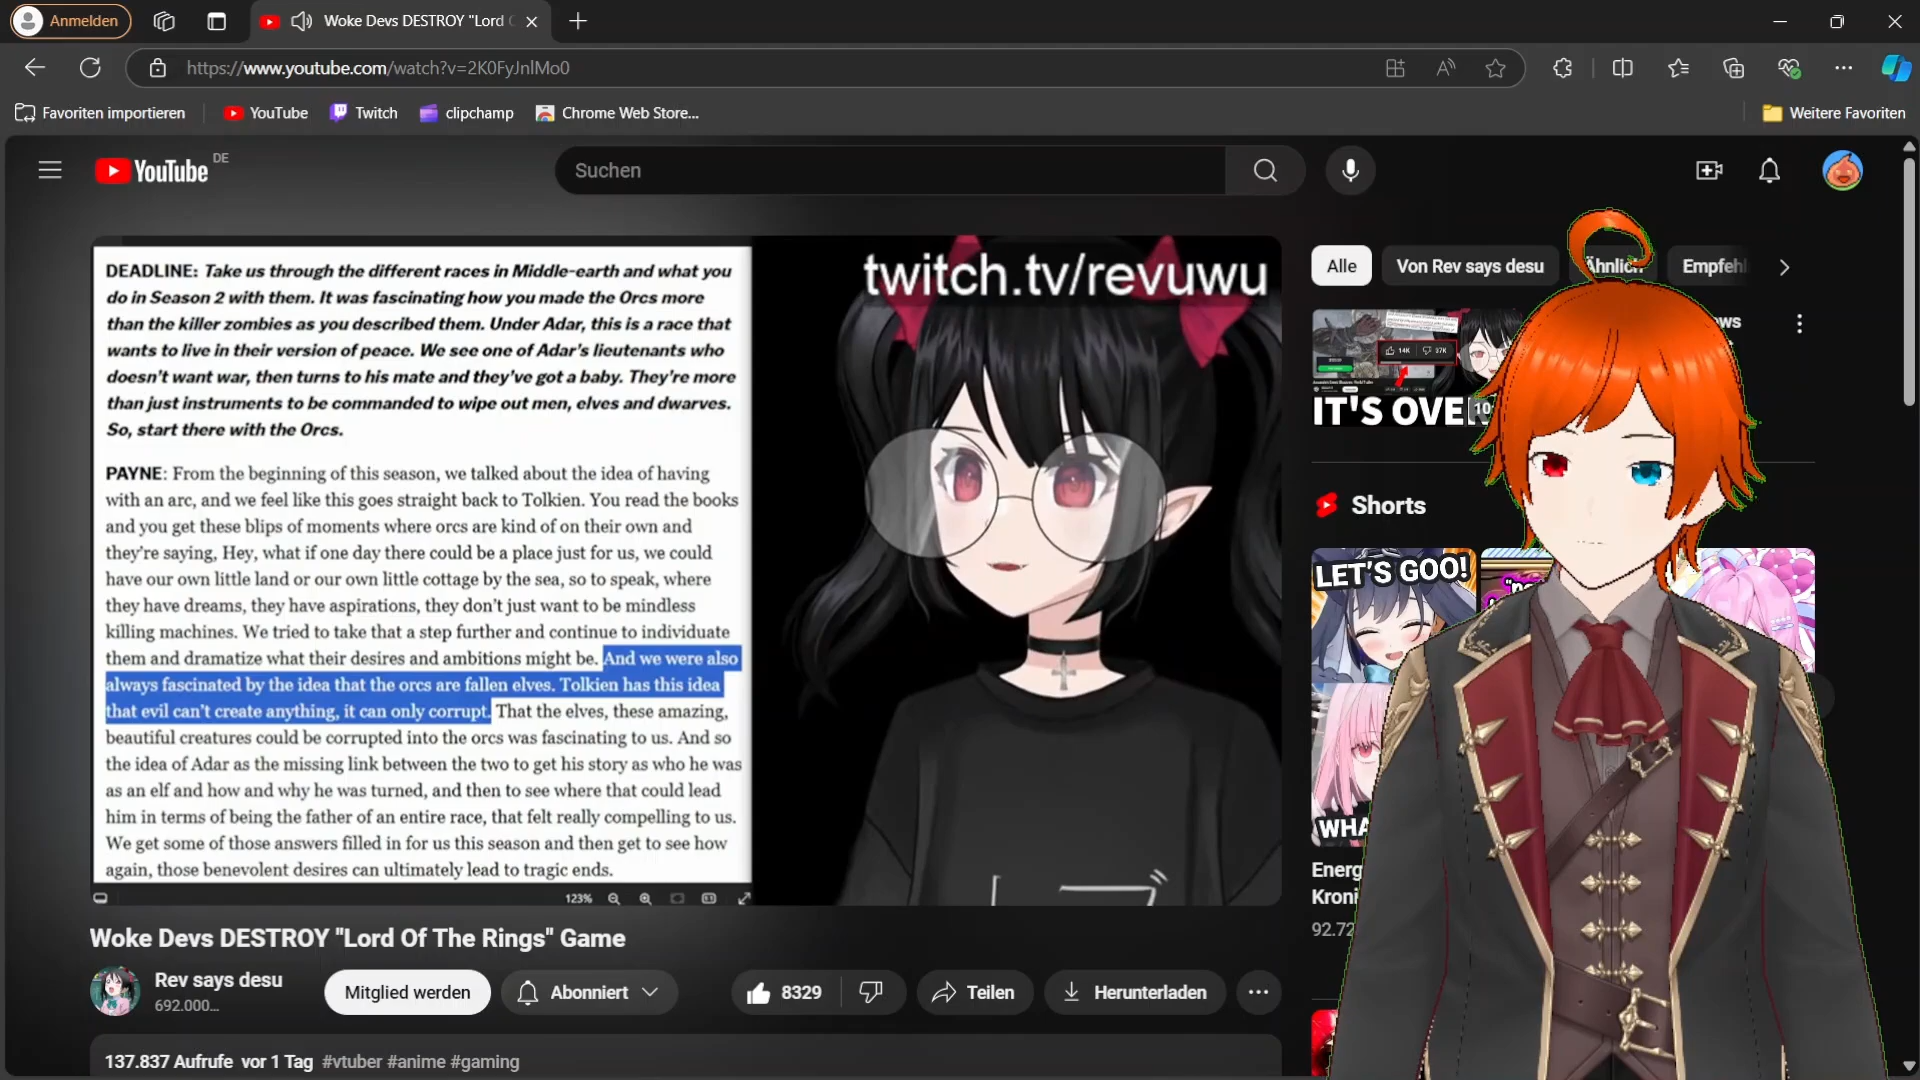 Anmelden
Woke Devs DESTROY "Lord
https://www.youtube.com/watch?v=2K0FyJnlMo0
Favoriten importieren
YouTube
Twitch
clipchamp
Chrome Web Store...
Weitere Favoriten
YouTube DE
Suchen
DEADLINE: Take us through the different races in Middle-earth and what you
do in Season 2 with them. It was fascinating how you made the Orcs more
than the killer zombies as you described them. Under Adar, this is a race that
wants to live in their version of peace. We see one of Adar's lieutenants who
doesn't want war, then turns to his mate and they've got a baby. They're more
than just instruments to be commanded to wipe out men, elves and dwarves.
So, start there with the Orcs.
PAYNE: From the beginning of this season, we talked about the idea of having
with an arc, and we feel like this goes straight back to Tolkien. You read the books
and you get these blips of moments where orcs are kind of on their own and
they're saying, Hey, what if one day there could be a place just for us, we could
have our own little land or our own little cottage by the sea, so to speak, where
they have dreams, they have aspirations, they don't just want to be mindless
killing machines. We tried to take that a step further and continue to individuate
them and dramatize what their desires and ambitions might be. And we were also
always fascinated by the idea that the orcs are fallen elves. Tolkien has this idea
that evil can't create anything, it can only corrupt. That the elves, these amazing,
beautiful creatures could be corrupted into the orcs was fascinating to us. And so
the idea of Adar as the missing link between the two to get his story as who he was
as an elf and how and why he was turned, and then to see where that could lead
him in terms of being the father of an entire race, that felt really compelling to us.
We get some of those answers filled in for us this season and then get to see how
again, those benevolent desires can ultimately lead to tragic ends.
123%
twitch.tv/revuwu
Alle
Von Rev says desu
Ähnlich
Empfehl
14K
37K
IT'S OVER
10
ws
Shorts
LET'S GOO!
WHA
Energ
Kroni
92.72
Woke Devs DESTROY "Lord Of The Rings" Game
Rev says desu
692.000...
Mitglied werden
Abonniert
8329
Teilen
Herunterladen
137.837 Aufrufe vor 1 Tag #vtuber #anime #gaming